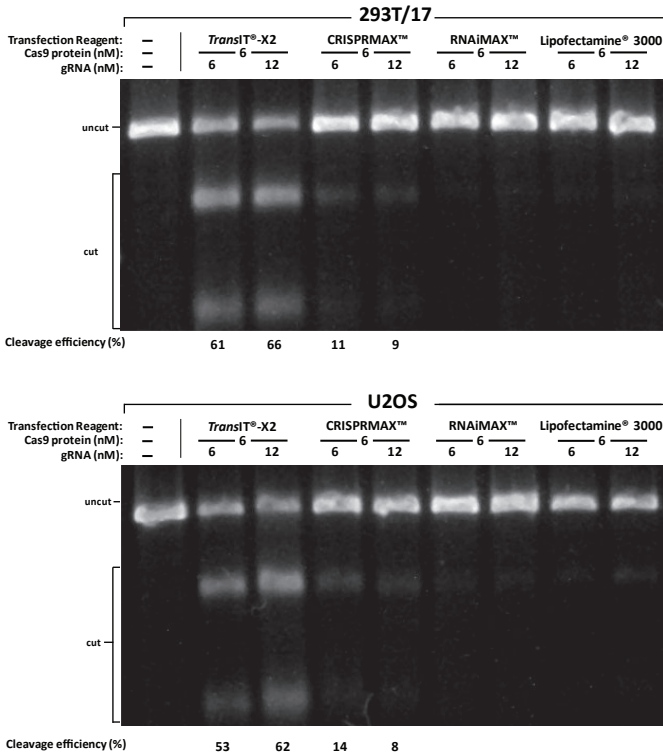 293T/17
Transfection Reagent: – TransIT®-X2 CRISPRMAX™ RNAiMAX™ Lipofectamine® 3000
Cas9 protein (nM): – 6 6 6 6
gRNA (nM): – 6 12 6 12 6 12 6 12
uncut
cut
Cleavage efficiency (%) 61 66 11 9
U2OS
Transfection Reagent: – TransIT®-X2 CRISPRMAX™ RNAiMAX™ Lipofectamine® 3000
Cas9 protein (nM): – 6 6 6 6
gRNA (nM): – 6 12 6 12 6 12 6 12
uncut
cut
Cleavage efficiency (%) 53 62 14 8